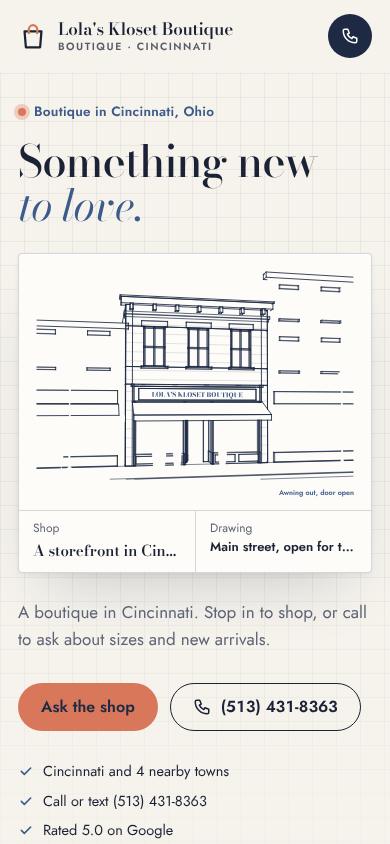 Lola's Kloset Boutique
BOUTIQUE · CINCINNATI
Boutique in Cincinnati, Ohio
Something new
to love.
LOLA'S KLOSET BOUTIQUE
Awning out, door open
Shop
A storefront in Cin...
Drawing
Main street, open for t...
A boutique in Cincinnati. Stop in to shop, or call
to ask about sizes and new arrivals.
Ask the shop
(513) 431-8363
Cincinnati and 4 nearby towns
Call or text (513) 431-8363
Rated 5.0 on Google